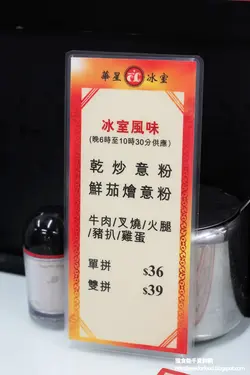 華星冰室
冰室風味
(晚6時至10時30分供應)
乾炒意粉
鮮茄燴意粉
牛肉/叉燒/火腿
/豬扒/雞蛋
單拼 $36
雙拼 $39